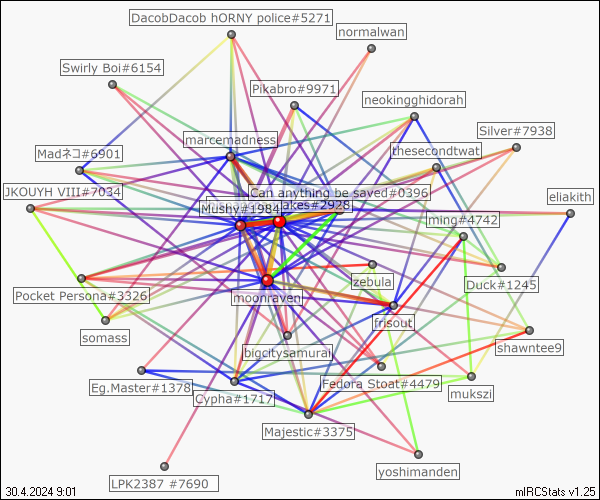 DacobDacob hORNY police#5271
normalwan
Swirly Boi#6154
Pikabro#9971
neokingghidorah
marcemadness
Silver#7938
Madネコ#6901
thesecondtwat
JKOUYH VIII#7034
Can anything be saved#0396
eliakith
Mushy#1984
akes#2928
ming#4742
zebula
Duck#1245
Pocket Persona#3326
moonraven
frisout
somass
bigcitysamurai
shawntee9
Eg.Master#1378
Fedora Stoat#4479
Cypha#1717
mukszi
Majestic#3375
yoshimanden
LPK2387 #7690
30.4.2024 9:01
mIRCStats v1.25